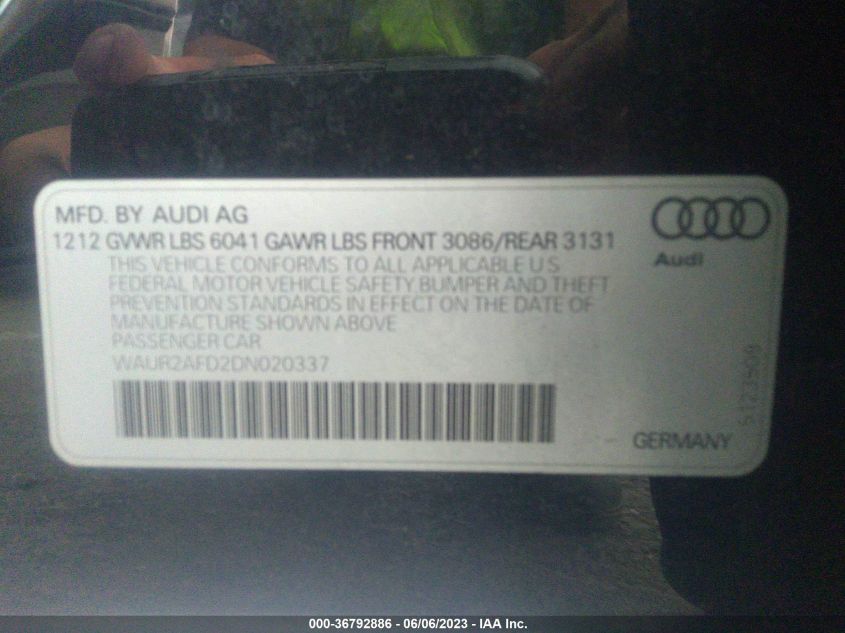 MFD. BY AUDI AG
1212 GVWR LBS 6041 GAWR LBS FRONT 3086/REAR 3131
Audi
THIS VEHICLE CONFORMS TO ALL APPLICABLE U S
FEDERAL MOTOR VEHICLE SAFETY BUMPER AND THEFT
PREVENTION STANDARDS IN EFFECT ON THE DATE OF
MANUFACTURE SHOWN ABOVE
PASSENGER CAR
WAUR2AFD2DN020337
GERMANY
000-36792886 - 06/06/2023 - IAA Inc.